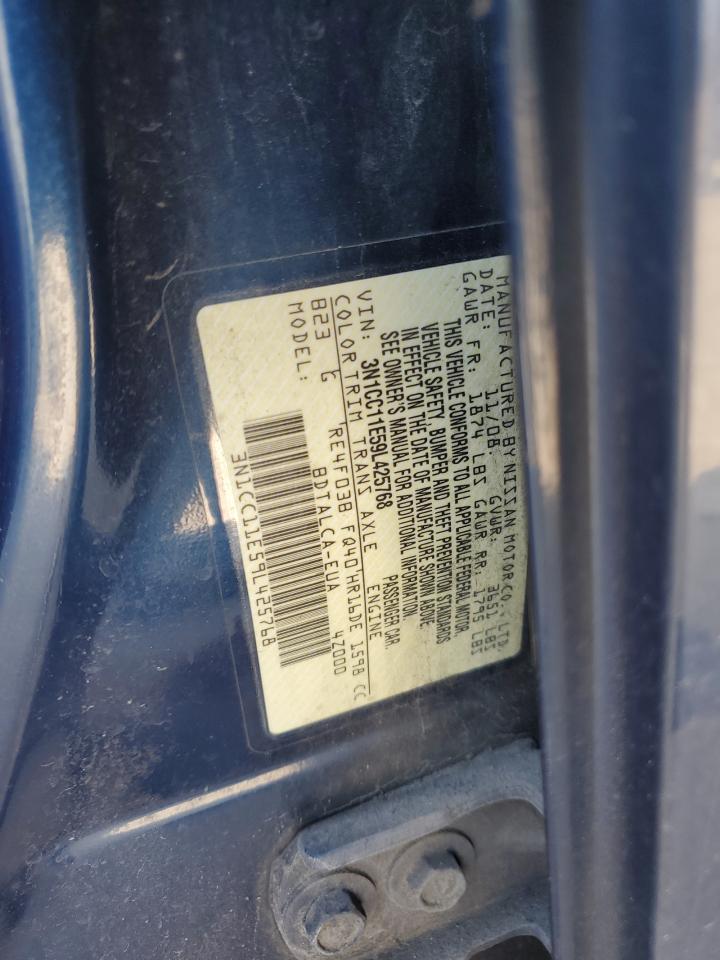 MANUFACTURED BY NISSAN MOTOR CO., LTD.
DATE: 11/08 GVWR: 3651 LBS
GAWR FR: 1874 LBS GAWR RR: 1795 LBS
THIS VEHICLE CONFORMS TO ALL APPLICABLE FEDERAL MOTOR
VEHICLE SAFETY, BUMPER AND THEFT PREVENTION STANDARDS
IN EFFECT ON THE DATE OF MANUFACTURE SHOWN ABOVE.
SEE OWNER'S MANUAL FOR ADDITIONAL INFORMATION.
VIN: 3N1CC11E59L425768 PASSENGER CAR.
COLOR TRIM TRANS AXLE ENGINE
B23 G RE4F03B FQ40 HR16DE 1598 CC
MODEL: BDTALCA-EUA 4Z000
3N1CC11E59L425768